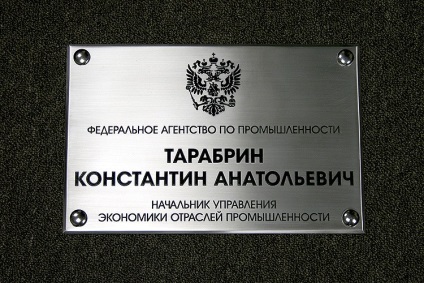 ФЕДЕРАЛЬНОЕ АГЕНТСТВО ПО ПРОМЫШЛЕННОСТИ
ТАРАБРИН
КОНСТАНТИН АНАТОЛЬЕВИЧ
НАЧАЛЬНИК УПРАВЛЕНИЯ
ЭКОНОМИКИ ОТРАСЛЕЙ ПРОМЫШЛЕННОСТИ